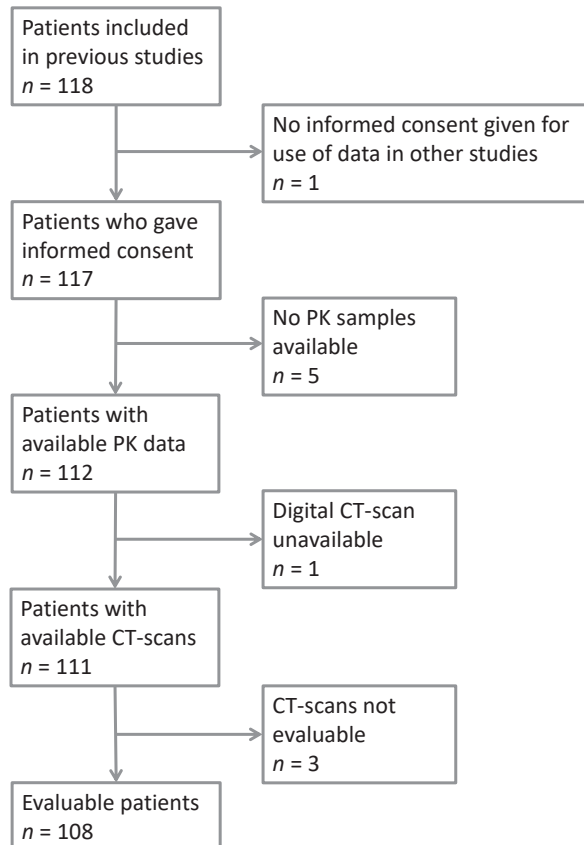 Patients included
in previous studies
n = 118
No informed consent given for
use of data in other studies
n = 1
Patients who gave
informed consent
n = 117
No PK samples
available
n = 5
Patients with
available PK data
n = 112
Digital CT-scan
unavailable
n = 1
Patients with
available CT-scans
n = 111
CT-scans not
evaluable
n = 3
Evaluable patients
n = 108